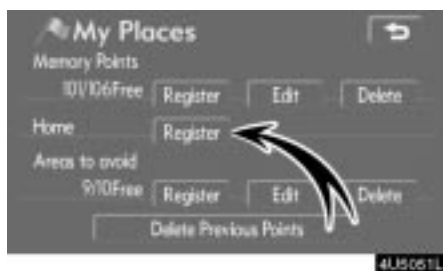 My Places
Memory Points
101/106Free Register Edit Delete
Home Register
Areas to avoid
9/10Free Register Edit Delete
Delete Previous Points
4U5051L